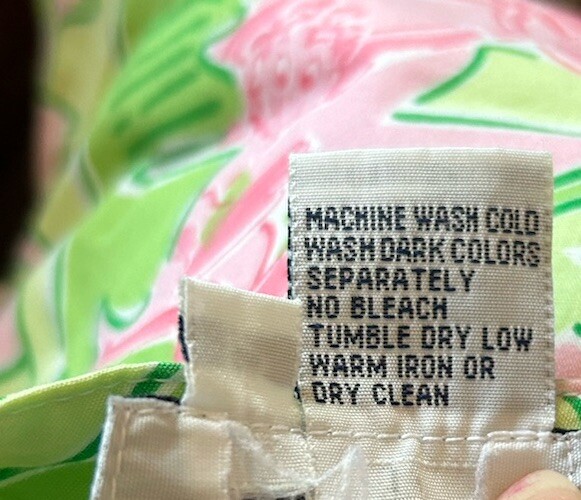 MACHINE WASH COLD
WASH DARK COLORS
SEPARATELY
NO BLEACH
TUMBLE DRY LOW
WARM IRON OR
DRY CLEAN